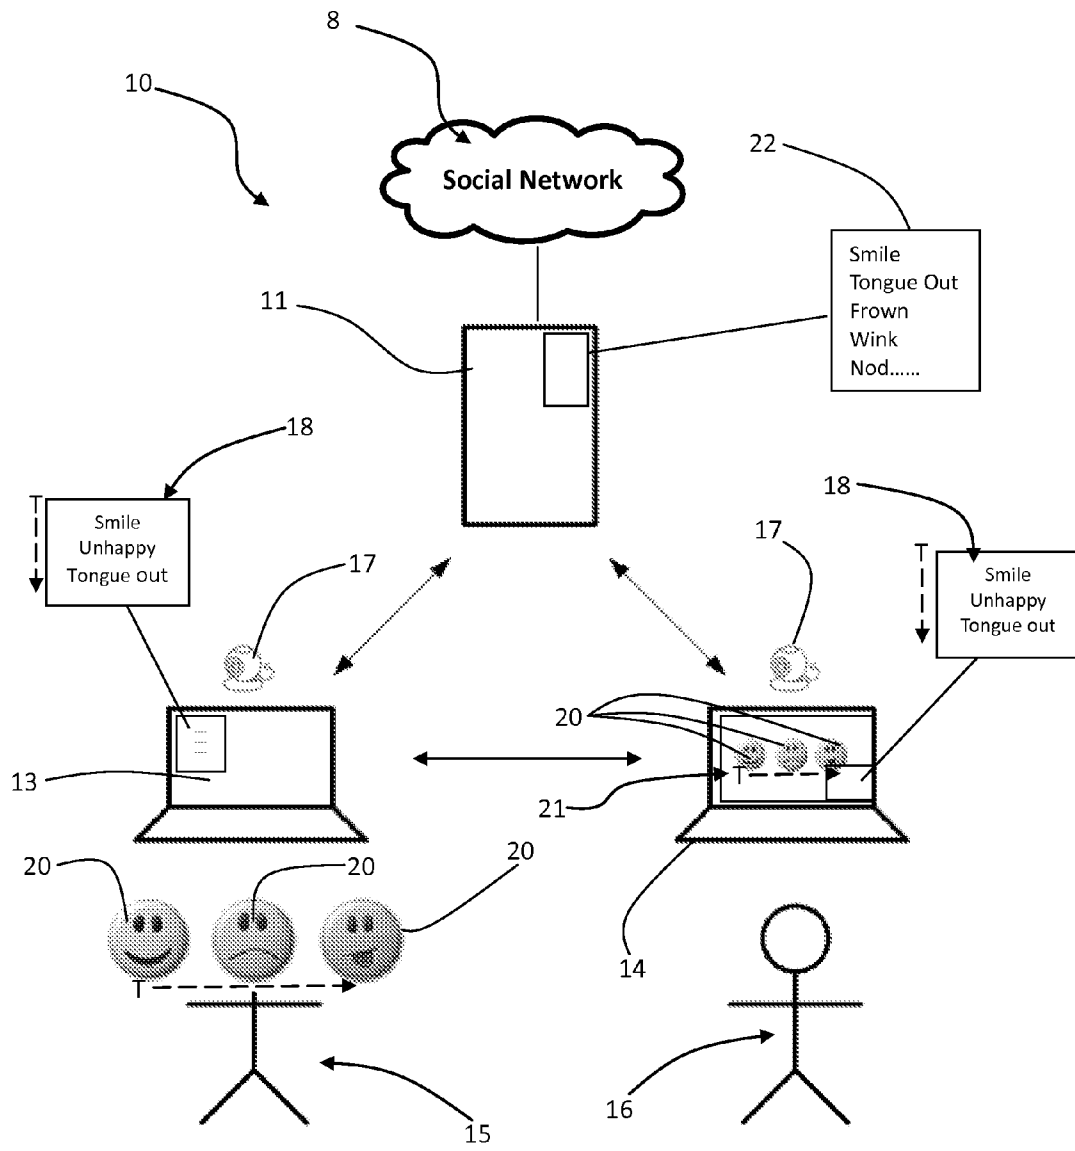 8
10
Social Network
22
Smile
Tongue Out
Frown
Wink
Nod......
11
18
T
Smile
Unhappy
Tongue out
18
T
Smile
Unhappy
Tongue out
17
17
20
13
21
T
20
20
20
T
14
16
15